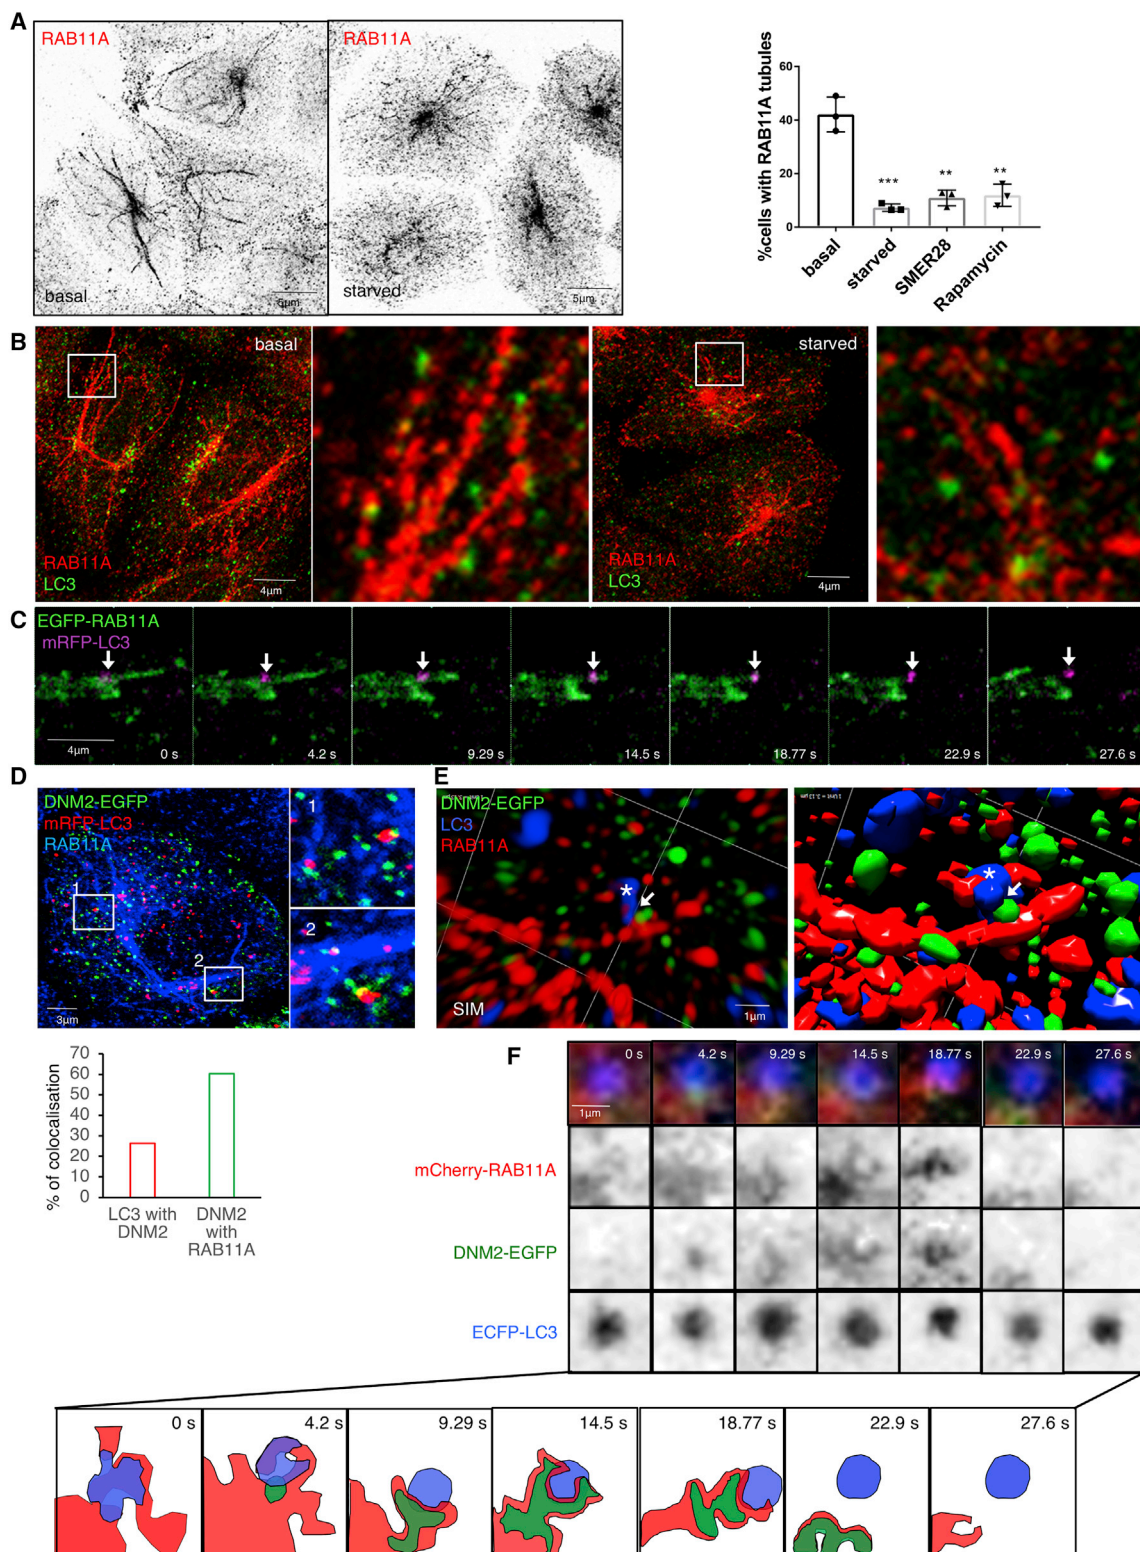 A
RAB11A
RAB11A
basal
5µm
starved
5µm
%cells with RAB11A tubules
60
40
20
0
***
**
**
basal
starved
SMER28
Rapamycin
B
basal
starved
RAB11A
LC3
4µm
RAB11A
LC3
4µm
C
EGFP-RAB11A
mRFP-LC3
4µm
0 s
4.2 s
9.29 s
14.5 s
18.77 s
22.9 s
27.6 s
D
DNM2-EGFP
mRFP-LC3
RAB11A
1
2
3µm
1
2
E
DNM2-EGFP
LC3
RAB11A
*
SIM
1µm
*
% of colocalisation
70
60
50
40
30
20
10
0
LC3 with
DNM2
DNM2
with
RAB11A
F
0 s
4.2 s
9.29 s
14.5 s
18.77 s
22.9 s
27.6 s
1µm
mCherry-RAB11A
DNM2-EGFP
ECFP-LC3
0 s
4.2 s
9.29 s
14.5 s
18.77 s
22.9 s
27.6 s